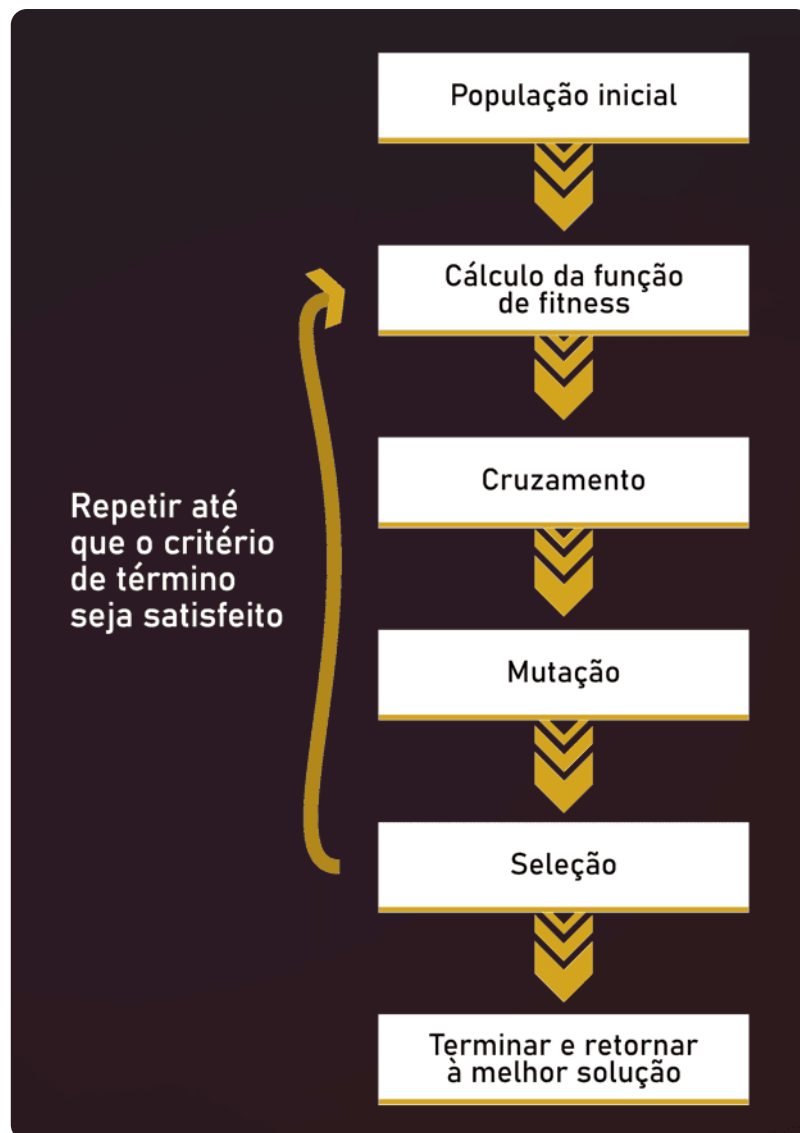 População inicial
Cálculo da função
de fitness
Cruzamento
Repetir até
que o critério
de término
seja satisfeito
Mutação
Seleção
Terminar e retornar
à melhor solução